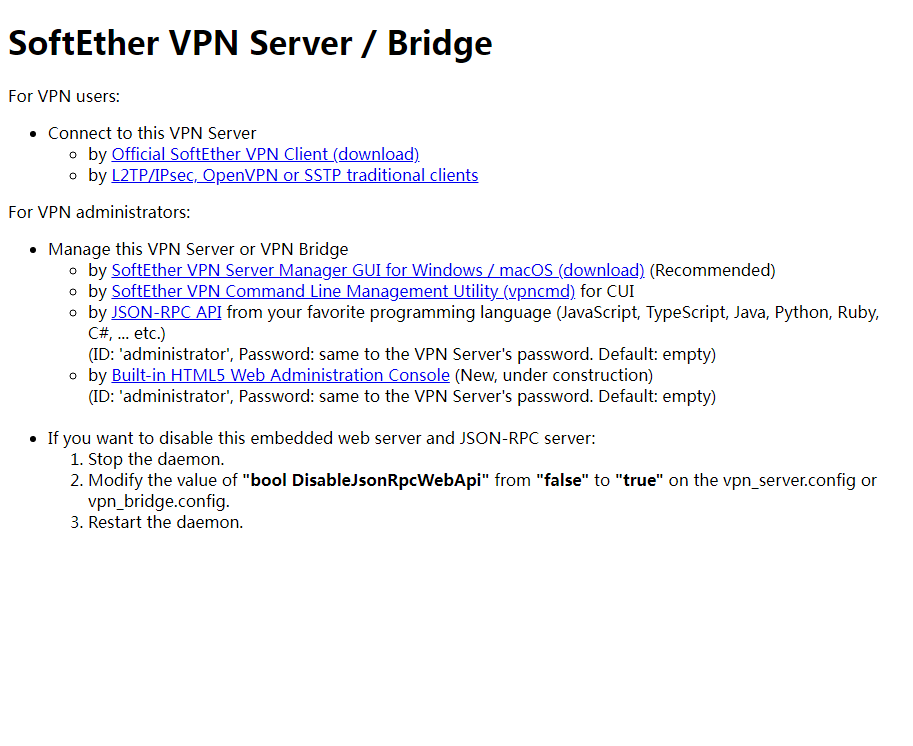 SoftEther VPN Server / Bridge
For VPN users:
Connect to this VPN Server
by Official SoftEther VPN Client (download)
by L2TP/IPsec, OpenVPN or SSTP traditional clients
For VPN administrators:
Manage this VPN Server or VPN Bridge
by SoftEther VPN Server Manager GUI for Windows / macOS (download) (Recommended)
by SoftEther VPN Command Line Management Utility (vpncmd) for CUI
by JSON-RPC API from your favorite programming language (JavaScript, TypeScript, Java, Python, Ruby,
C#, ... etc.)
(ID: 'administrator', Password: same to the VPN Server's password. Default: empty)
by Built-in HTML5 Web Administration Console (New, under construction)
(ID: 'administrator', Password: same to the VPN Server's password. Default: empty)
If you want to disable this embedded web server and JSON-RPC server:
1. Stop the daemon.
2. Modify the value of "bool DisableJsonRpcWebApi" from "false" to "true" on the vpn_server.config or
vpn_bridge.config.
3. Restart the daemon.